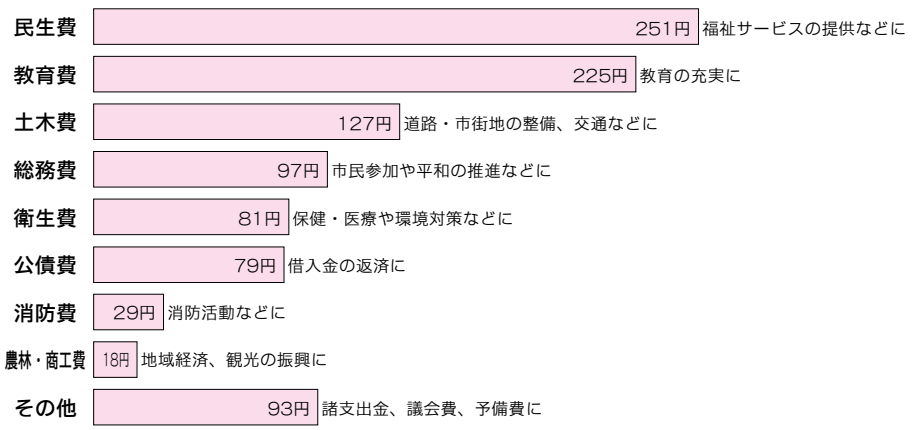 民生費 251円 福祉サービスの提供などに
教育費 225円 教育の充実に
土木費 127円 道路・市街地の整備、交通などに
総務費 97円 市民参加や平和の推進などに
衛生費 81円 保健・医療や環境対策などに
公債費 79円 借入金の返済に
消防費 29円 消防活動などに
農林・商工費 18円 地域経済、観光の振興に
その他 93円 諸支出金、議会費、予備費に